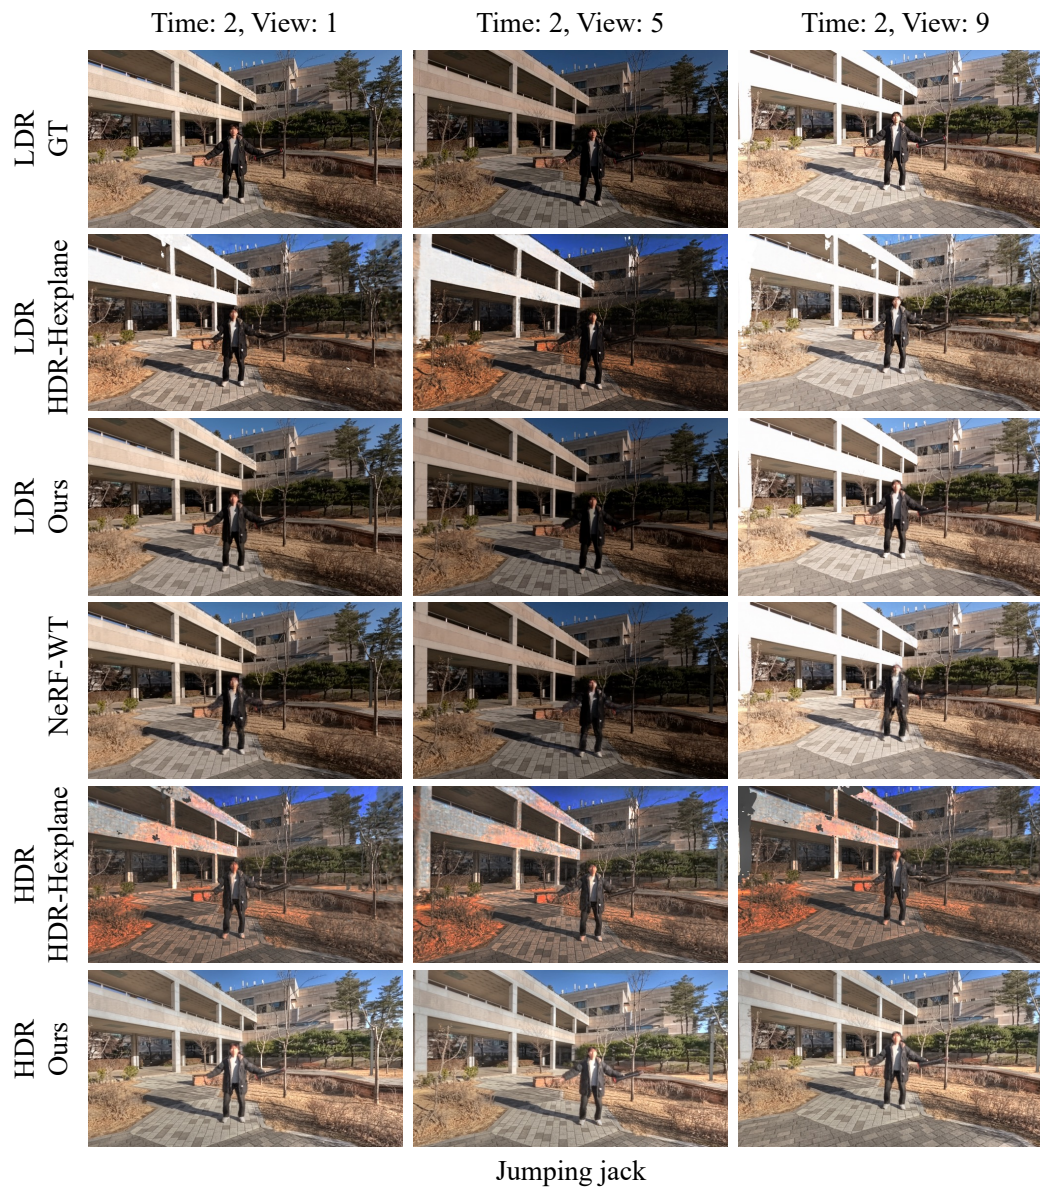 Time: 2, View: 1
Time: 2, View: 5
Time: 2, View: 9
LDR
GT
LDR
HDR-Hexplane
LDR
Ours
NeRF-WT
HDR
HDR-Hexplane
HDR
Ours
Jumping jack